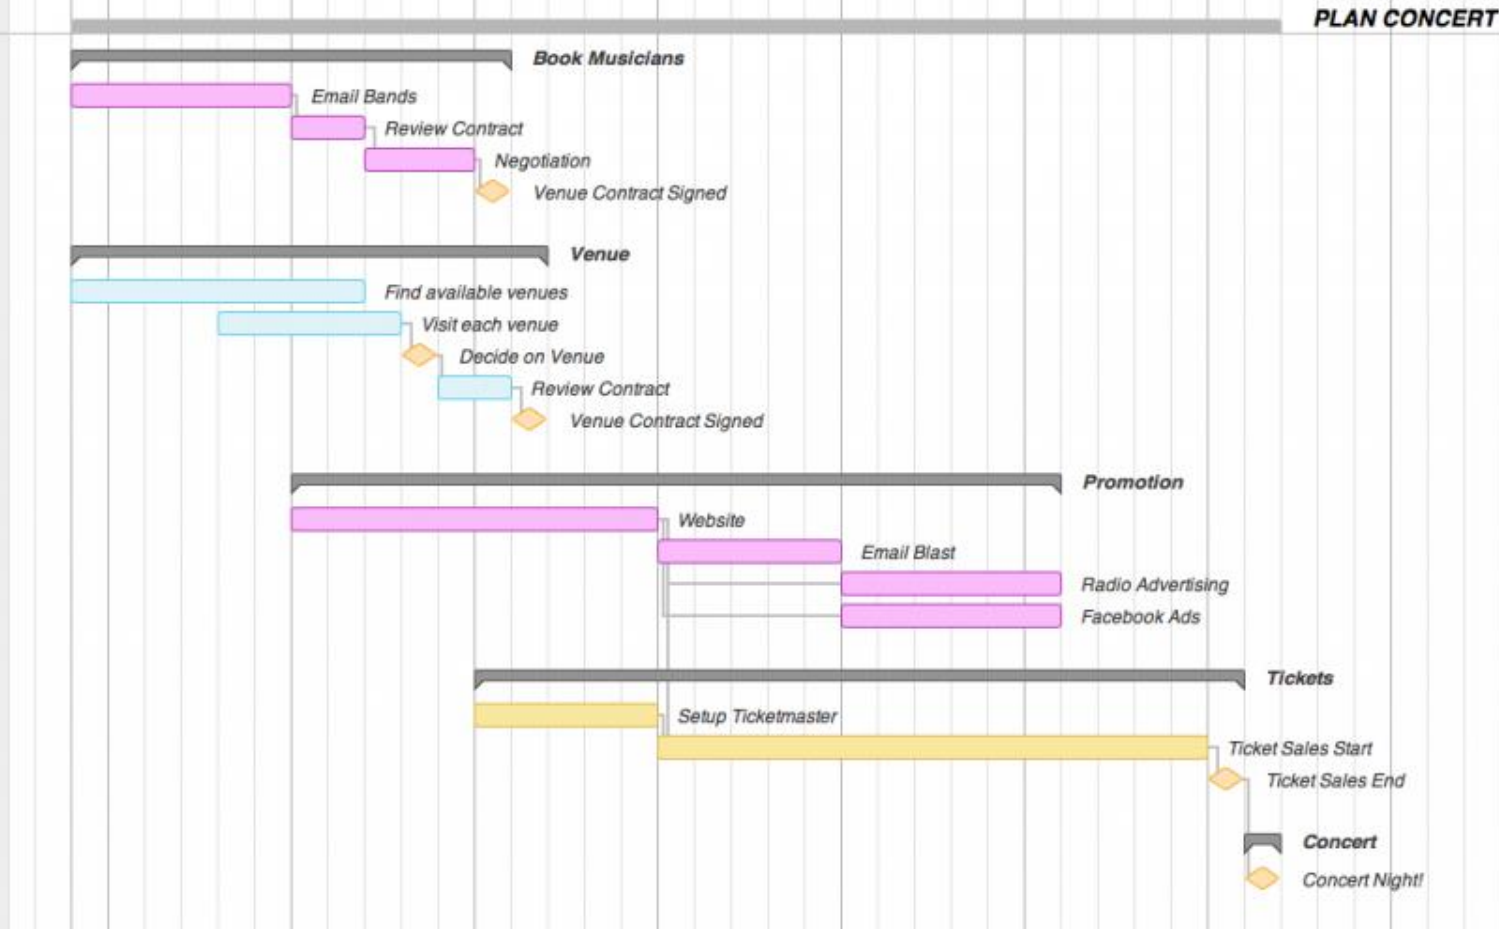 PLAN CONCERT
Book Musicians
Email Bands
Review Contract
Negotiation
Venue Contract Signed
Venue
Find available venues
Visit each venue
Decide on Venue
Review Contract
Venue Contract Signed
Promotion
Website
Email Blast
Radio Advertising
Facebook Ads
Tickets
Setup Ticketmaster
Ticket Sales Start
Ticket Sales End
Concert
Concert Night!